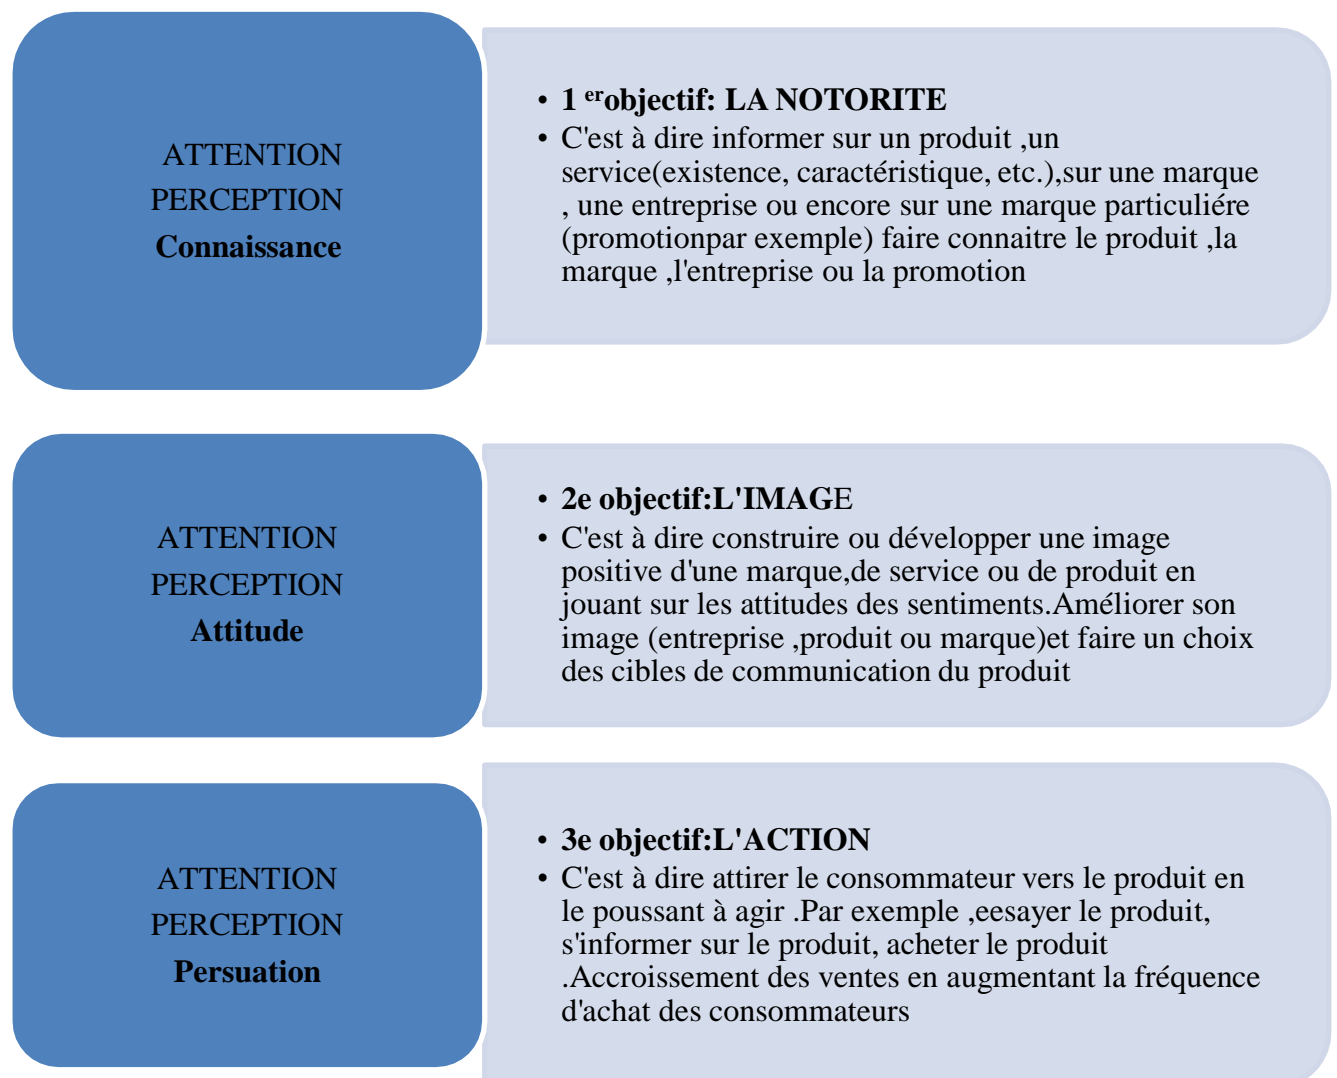 ATTENTION
PERCEPTION
Connaissance
• 1 erobjectif: LA NOTORITE
• C'est à dire informer sur un produit ,un
service(existence, caractéristique, etc.),sur une marque
, une entreprise ou encore sur une marque particuliére
(promotionpar exemple) faire connaitre le produit ,la
marque ,l'entreprise ou la promotion
ATTENTION
PERCEPTION
Attitude
• 2e objectif:L'IMAGE
• C'est à dire construire ou développer une image
positive d'une marque,de service ou de produit en
jouant sur les attitudes des sentiments.Améliorer son
image (entreprise ,produit ou marque)et faire un choix
des cibles de communication du produit
ATTENTION
PERCEPTION
Persuation
• 3e objectif:L'ACTION
• C'est à dire attirer le consommateur vers le produit en
le poussant à agir .Par exemple ,eesayer le produit,
s'informer sur le produit, acheter le produit
.Accroissement des ventes en augmentant la fréquence
d'achat des consommateurs